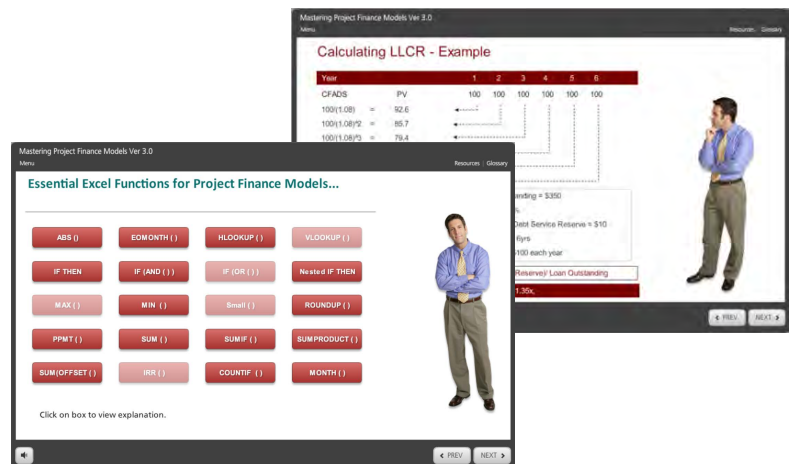 Mastering Project Finance Models Ver 3.0
Menu
Resources Glossary
Calculating LLCR - Example
Year 1 2 3 4 5 6
CFADS PV 100 100 100 100 100 100
100/(1.08) = 92.6
100/(1.08)^2 = 85.7
100/(1.08)^3 = 79.4
anding = $350
Debt Service Reserve = $10
6yrs
$100 each year
Reserve)/ Loan Outstanding
1.35x,
PREV NEXT
Mastering Project Finance Models Ver 3.0
Menu
Resources Glossary
Essential Excel Functions for Project Finance Models...
ABS () EOMONTH ( ) HLOOKUP ( ) VLOOKUP ( )
IF THEN IF (AND ( ) ) IF (OR ( ) ) Nested IF THEN
MAX ( ) MIN ( ) Small ( ) ROUNDUP ( )
PPMT ( ) SUM ( ) SUMIF ( ) SUMPRODUCT ( )
SUM(OFFSET ( ) IRR ( ) COUNTIF ( ) MONTH ( )
Click on box to view explanation.
PREV NEXT